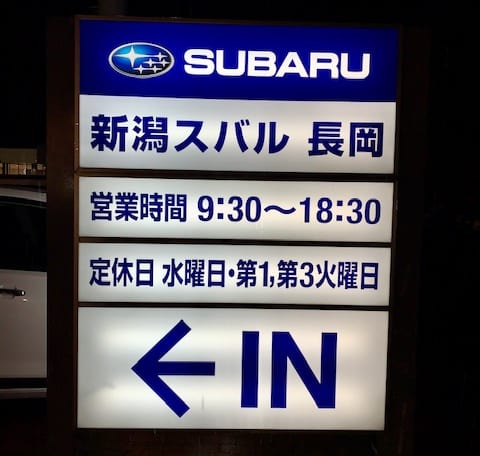 SUBARU
新潟スバル 長岡
営業時間 9:30〜18:30
定休日 水曜日・第1,第3火曜日
← IN